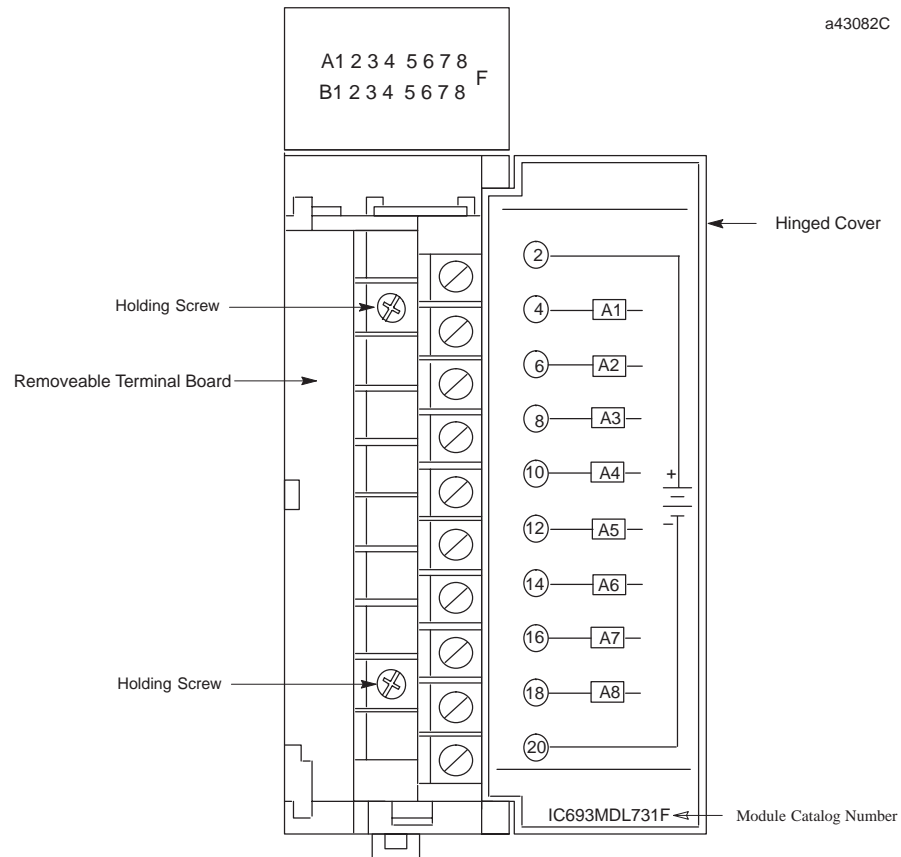 a43082C
A1 2 3 4 5 6 7 8
F
B1 2 3 4 5 6 7 8
Hinged Cover
2
Holding Screw
4 A1
6 A2
Removeable Terminal Board
8 A3
10 A4
+
12 A5
−
14 A6
16 A7
Holding Screw
18 A8
20
IC693MDL731F
Module Catalog Number